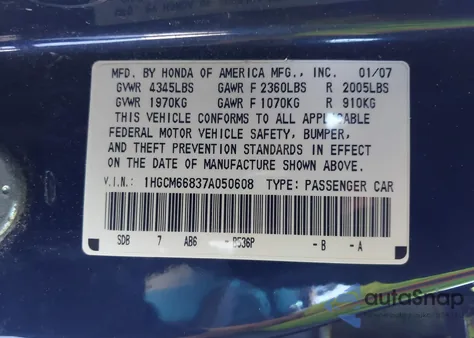 MFD. BY HONDA OF AMERICA MFG., INC. 01/07
GVWR 4345LBS GAWR F 2360LBS R 2005LBS
GVWR 1970KG GAWR F 1070KG R 910KG
THIS VEHICLE CONFORMS TO ALL APPLICABLE
FEDERAL MOTOR VEHICLE SAFETY, BUMPER,
AND THEFT PREVENTION STANDARDS IN EFFECT ON
THE DATE OF MANUFACTURE SHOWN ABOVE.
V.I.N.: 1HGCM66837A050608 TYPE: PASSENGER CAR
SDB 7 AB6 B536P -B -A
autoSnap